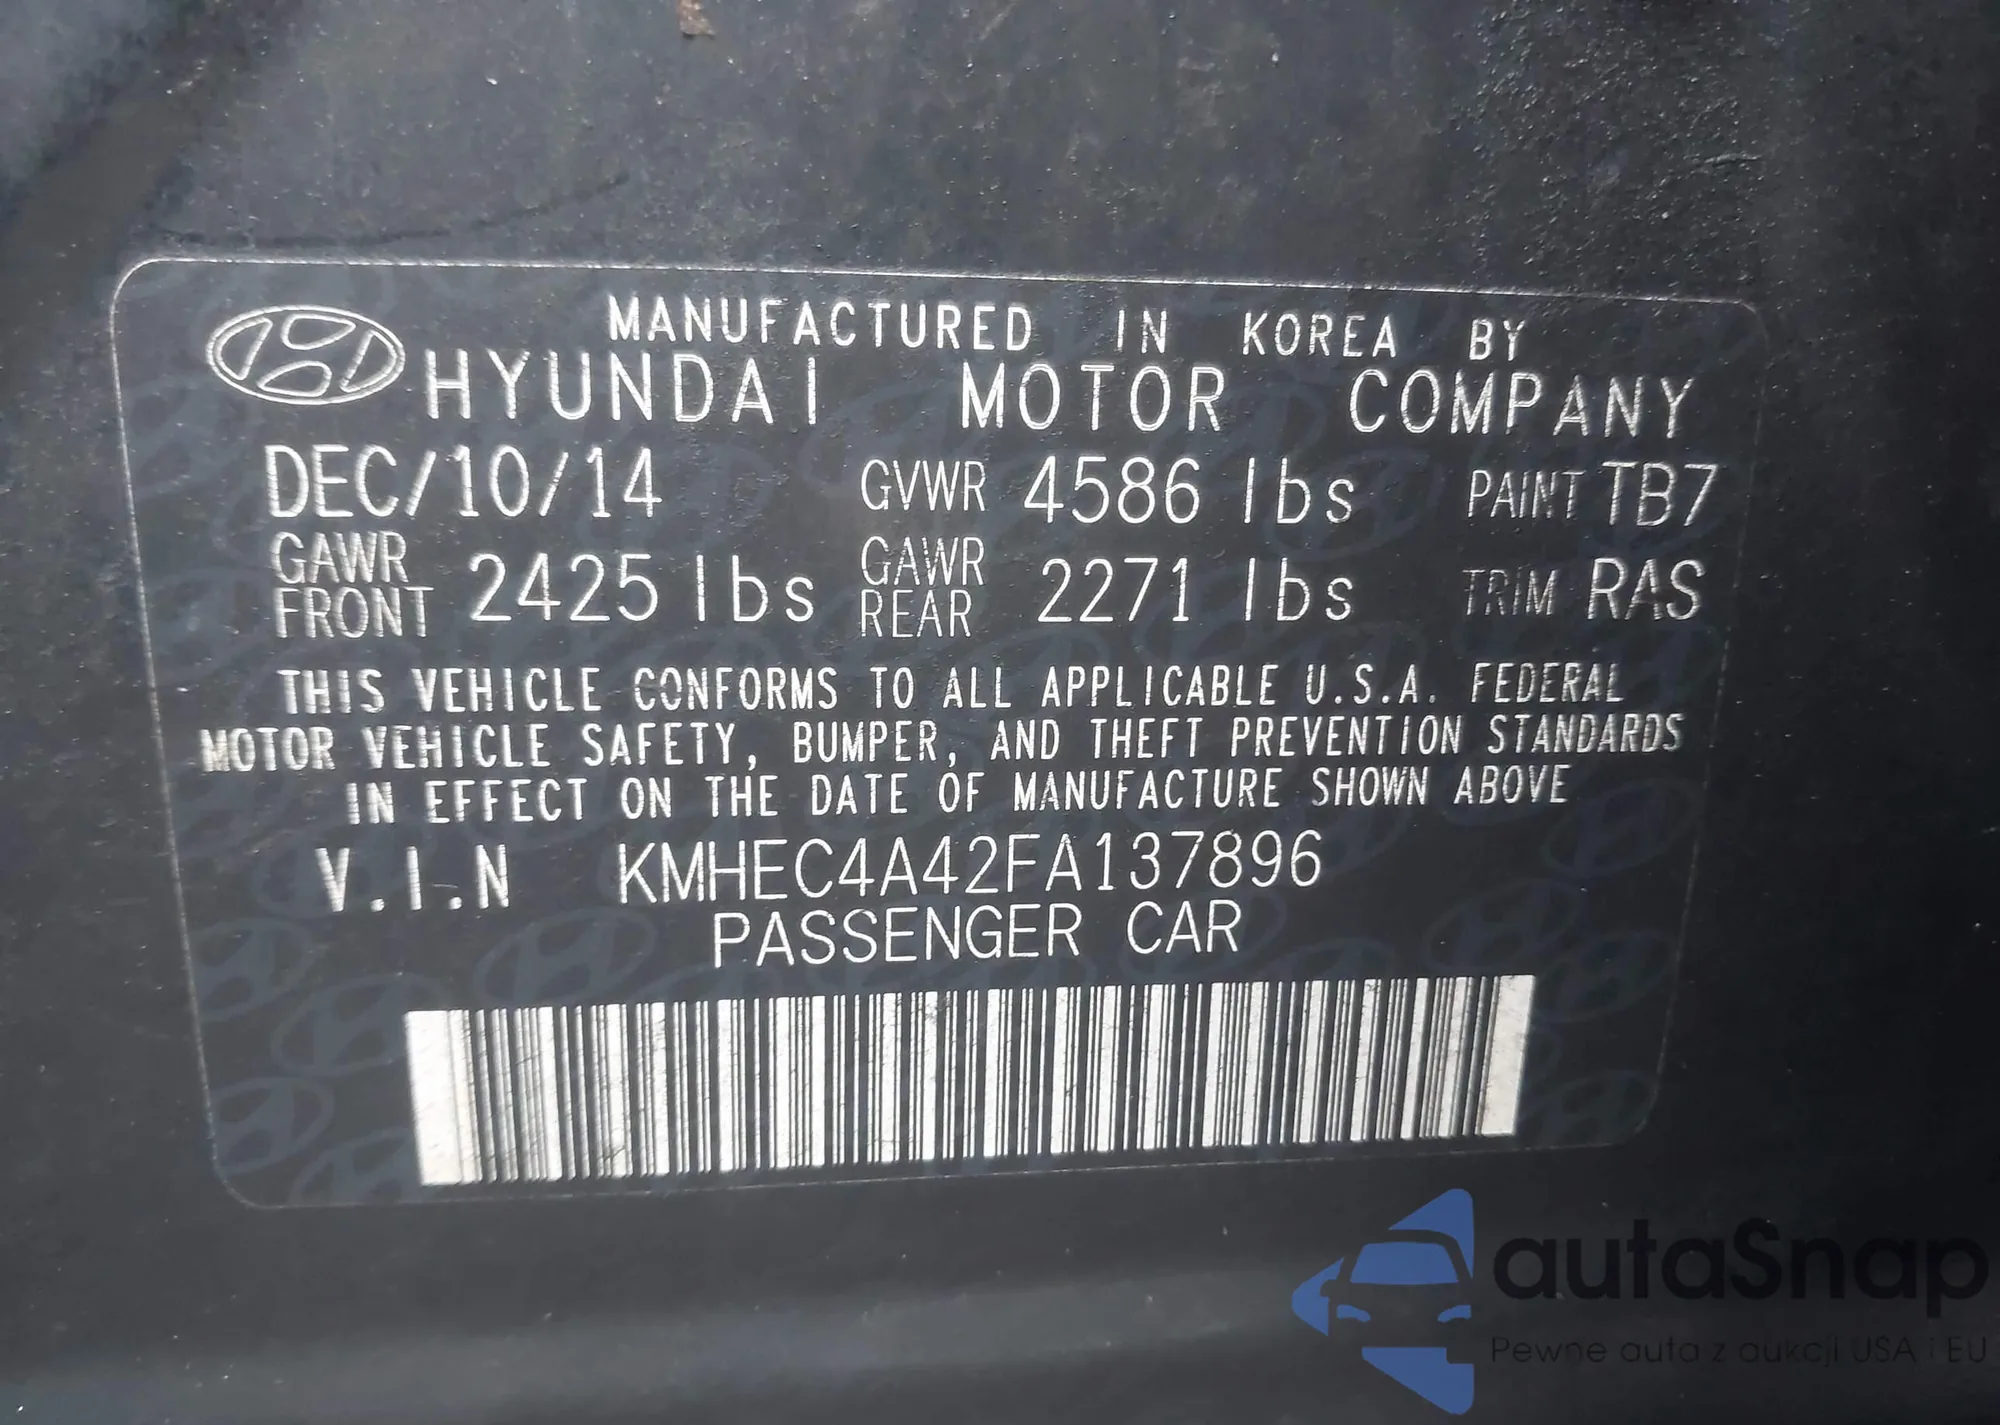 MANUFACTURED IN KOREA BY
HYUNDAI MOTOR COMPANY
DEC/10/14 GVWR 4586 lbs PAINT TB7
GAWR FRONT 2425 lbs GAWR REAR 2271 lbs TRIM RAS
THIS VEHICLE CONFORMS TO ALL APPLICABLE U.S.A. FEDERAL
MOTOR VEHICLE SAFETY, BUMPER, AND THEFT PREVENTION STANDARDS
IN EFFECT ON THE DATE OF MANUFACTURE SHOWN ABOVE
V.I.N KMHEC4A42FA137896
PASSENGER CAR
autaSnap
Pewne auta z aukcji USA i EU